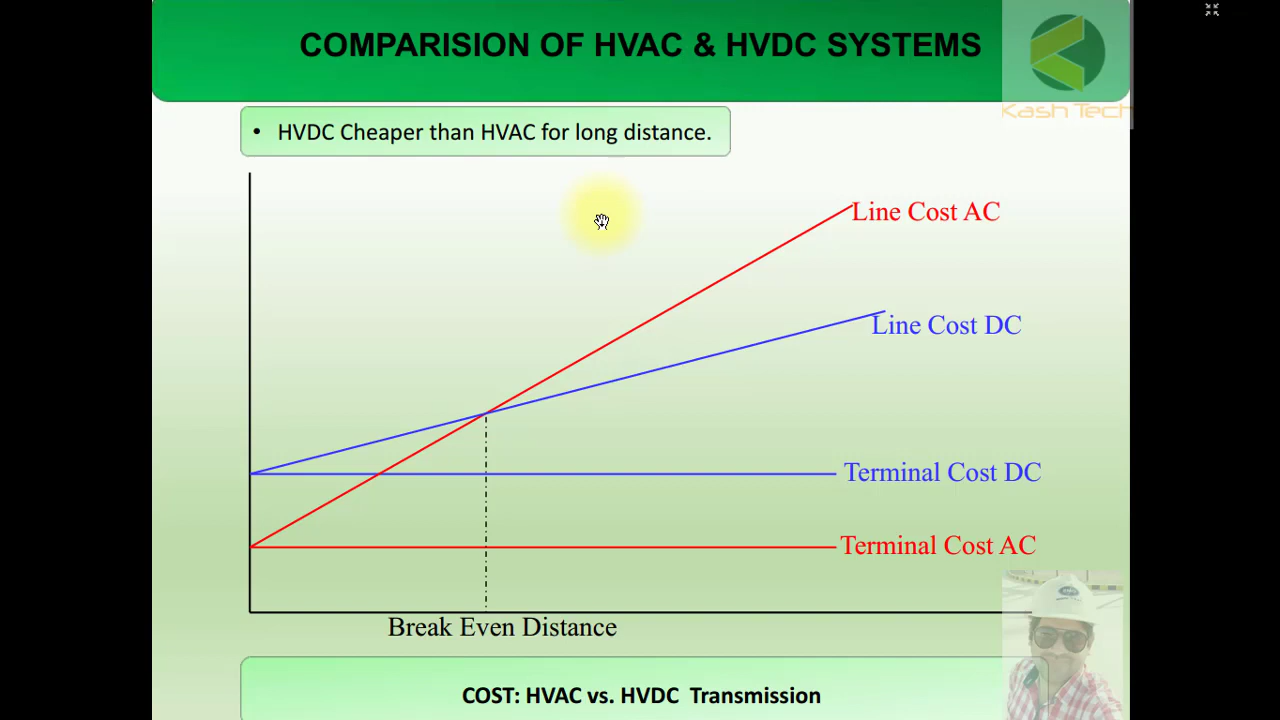 COMPARISION OF HVAC & HVDC SYSTEMS
Kash Tech
• HVDC Cheaper than HVAC for long distance.
Line Cost AC
Line Cost DC
Terminal Cost DC
Terminal Cost AC
Break Even Distance
COST: HVAC vs. HVDC Transmission